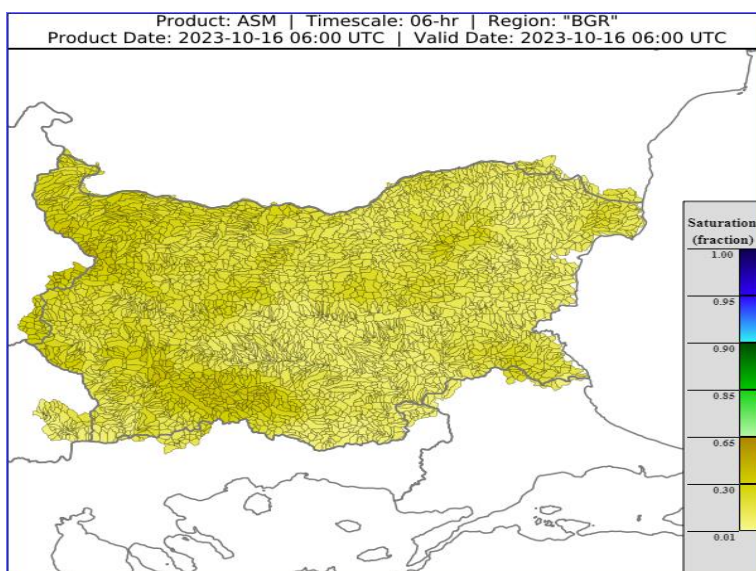 Product: ASM | Timescale: 06-hr | Region: "BGR"
Product Date: 2023-10-16 06:00 UTC | Valid Date: 2023-10-16 06:00 UTC
Saturation
(fraction)
1.00
0.95
0.90
0.85
0.65
0.30
0.01